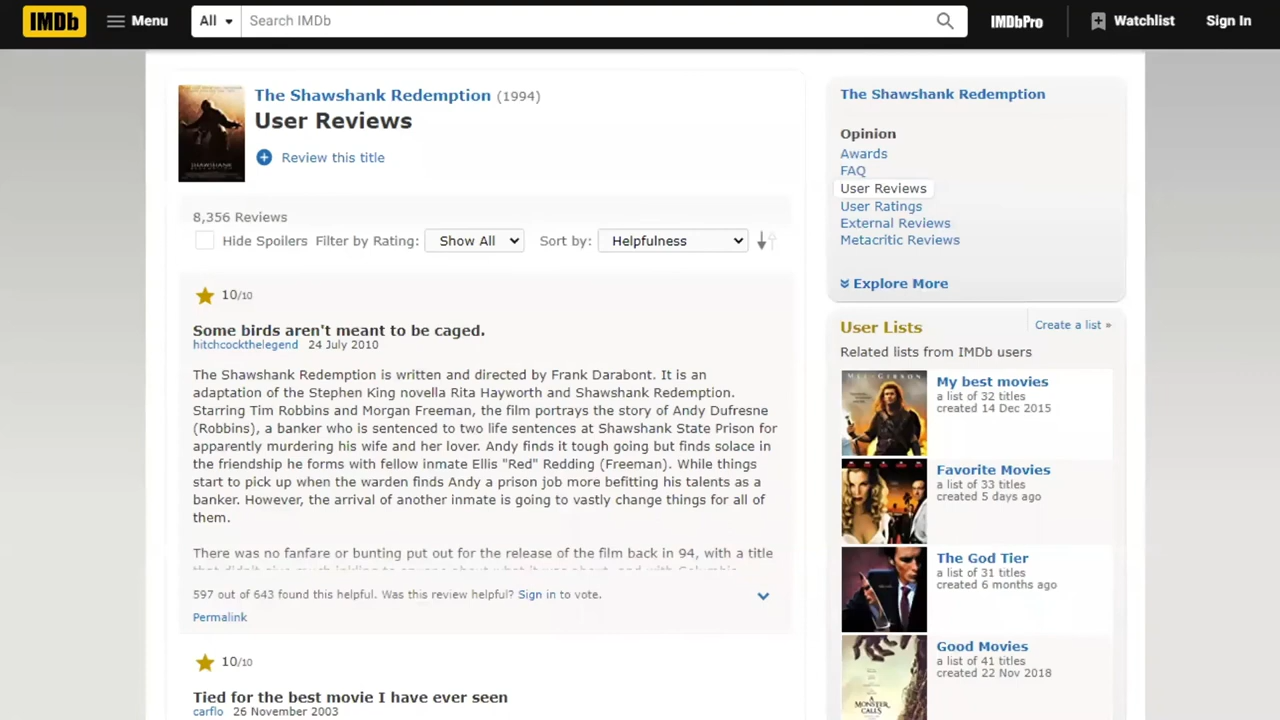 IMDb Menu All Search IMDb IMDbPro Watchlist Sign In
The Shawshank Redemption (1994)
User Reviews
Review this title
8,356 Reviews
Hide Spoilers Filter by Rating: Show All Sort by: Helpfulness
10/10
Some birds aren't meant to be caged.
hitchcockthelegend 24 July 2010
The Shawshank Redemption is written and directed by Frank Darabont. It is an
adaptation of the Stephen King novella Rita Hayworth and Shawshank Redemption.
Starring Tim Robbins and Morgan Freeman, the film portrays the story of Andy Dufresne
(Robbins), a banker who is sentenced to two life sentences at Shawshank State Prison for
apparently murdering his wife and her lover. Andy finds it tough going but finds solace in
the friendship he forms with fellow inmate Ellis "Red" Redding (Freeman). While things
start to pick up when the warden finds Andy a prison job more befitting his talents as a
banker. However, the arrival of another inmate is going to vastly change things for all of
them.
There was no fanfare or bunting put out for the release of the film back in 94, with a title
597 out of 643 found this helpful. Was this review helpful? Sign in to vote.
Permalink
10/10
Tied for the best movie I have ever seen
carflo 26 November 2003
The Shawshank Redemption
Opinion
Awards
FAQ
User Reviews
User Ratings
External Reviews
Metacritic Reviews
Explore More
User Lists Create a list »
Related lists from IMDb users
My best movies
a list of 32 titles
created 14 Dec 2015
Favorite Movies
a list of 33 titles
created 5 days ago
The God Tier
a list of 31 titles
created 6 months ago
Good Movies
a list of 41 titles
created 22 Nov 2018
A
MONSTER
CALLS